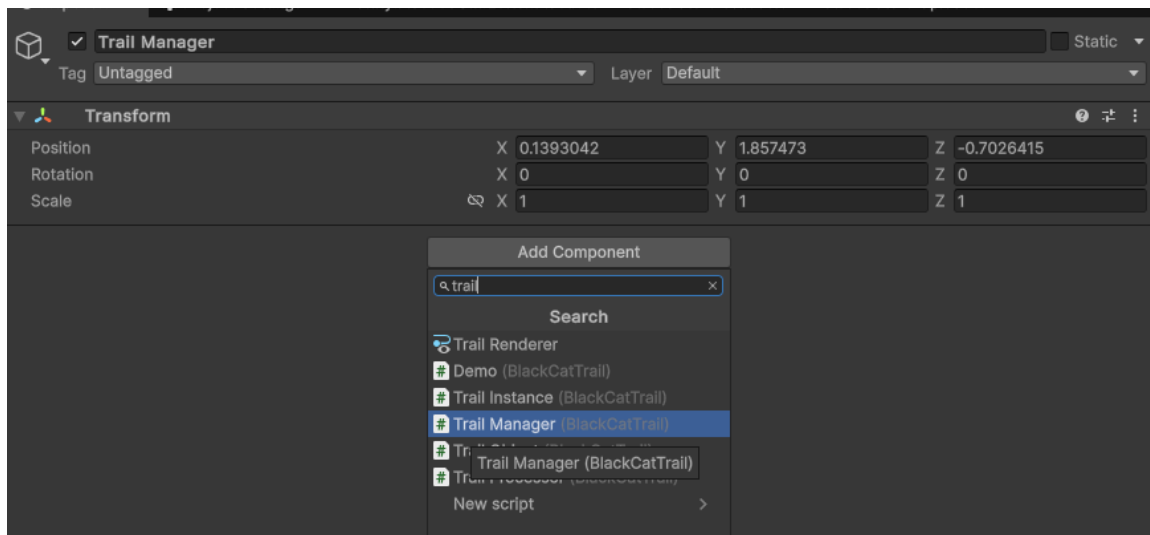 Trail Manager Static
Tag Untagged Layer Default
Transform
Position X 0.1393042 Y 1.857473 Z -0.7026415
Rotation X 0 Y 0 Z 0
Scale X 1 Y 1 Z 1
Add Component
trail
Search
Trail Renderer
Demo (BlackCatTrail)
Trail Instance (BlackCatTrail)
Trail Manager (BlackCatTrail)
Trail Manager (BlackCatTrail)
New script